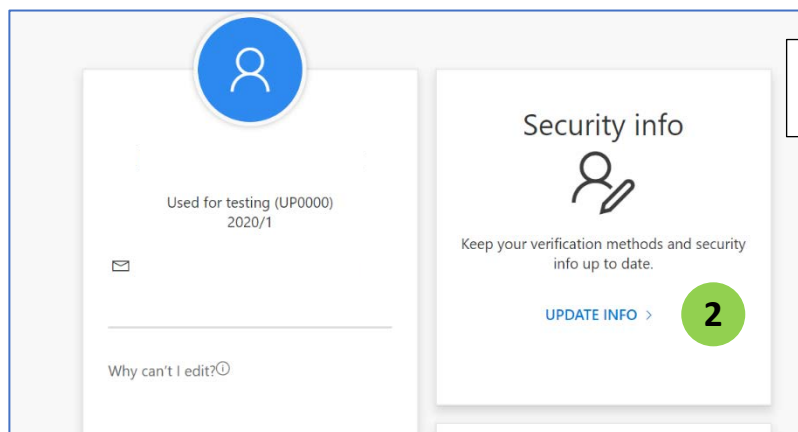 Used for testing (UP0000)
2020/1
Why can't I edit?
Security info
Keep your verification methods and security
info up to date.
UPDATE INFO >
2